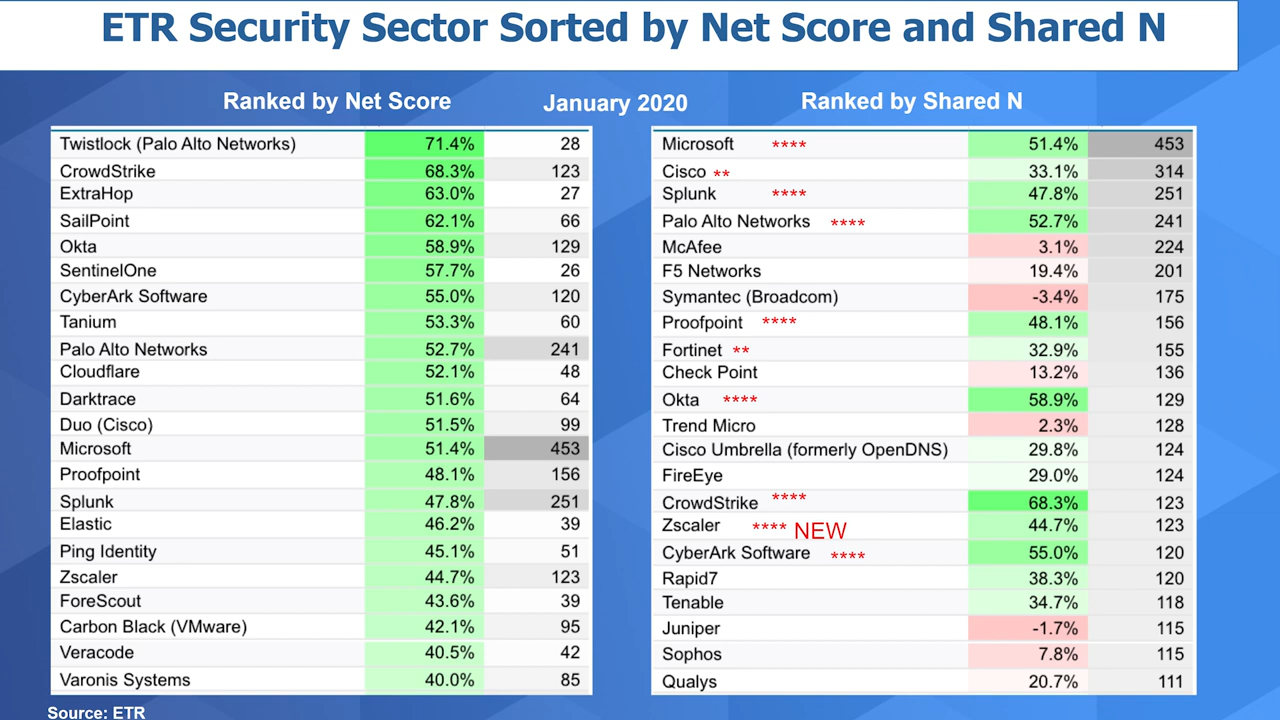 ETR Security Sector Sorted by Net Score and Shared N
Ranked by Net Score
January 2020
Ranked by Shared N
Twistlock (Palo Alto Networks) 71.4% 28
CrowdStrike 68.3% 123
ExtraHop 63.0% 27
SailPoint 62.1% 66
Okta 58.9% 129
SentinelOne 57.7% 26
CyberArk Software 55.0% 120
Tanium 53.3% 60
Palo Alto Networks 52.7% 241
Cloudflare 52.1% 48
Darktrace 51.6% 64
Duo (Cisco) 51.5% 99
Microsoft 51.4% 453
Proofpoint 48.1% 156
Splunk 47.8% 251
Elastic 46.2% 39
Ping Identity 45.1% 51
Zscaler 44.7% 123
ForeScout 43.6% 39
Carbon Black (VMware) 42.1% 95
Veracode 40.5% 42
Varonis Systems 40.0% 85
Microsoft **** 51.4% 453
Cisco ** 33.1% 314
Splunk **** 47.8% 251
Palo Alto Networks **** 52.7% 241
McAfee 3.1% 224
F5 Networks 19.4% 201
Symantec (Broadcom) -3.4% 175
Proofpoint **** 48.1% 156
Fortinet ** 32.9% 155
Check Point 13.2% 136
Okta **** 58.9% 129
Trend Micro 2.3% 128
Cisco Umbrella (formerly OpenDNS) 29.8% 124
FireEye 29.0% 124
CrowdStrike **** 68.3% 123
Zscaler **** NEW 44.7% 123
CyberArk Software **** 55.0% 120
Rapid7 38.3% 120
Tenable 34.7% 118
Juniper -1.7% 115
Sophos 7.8% 115
Qualys 20.7% 111
Source: ETR